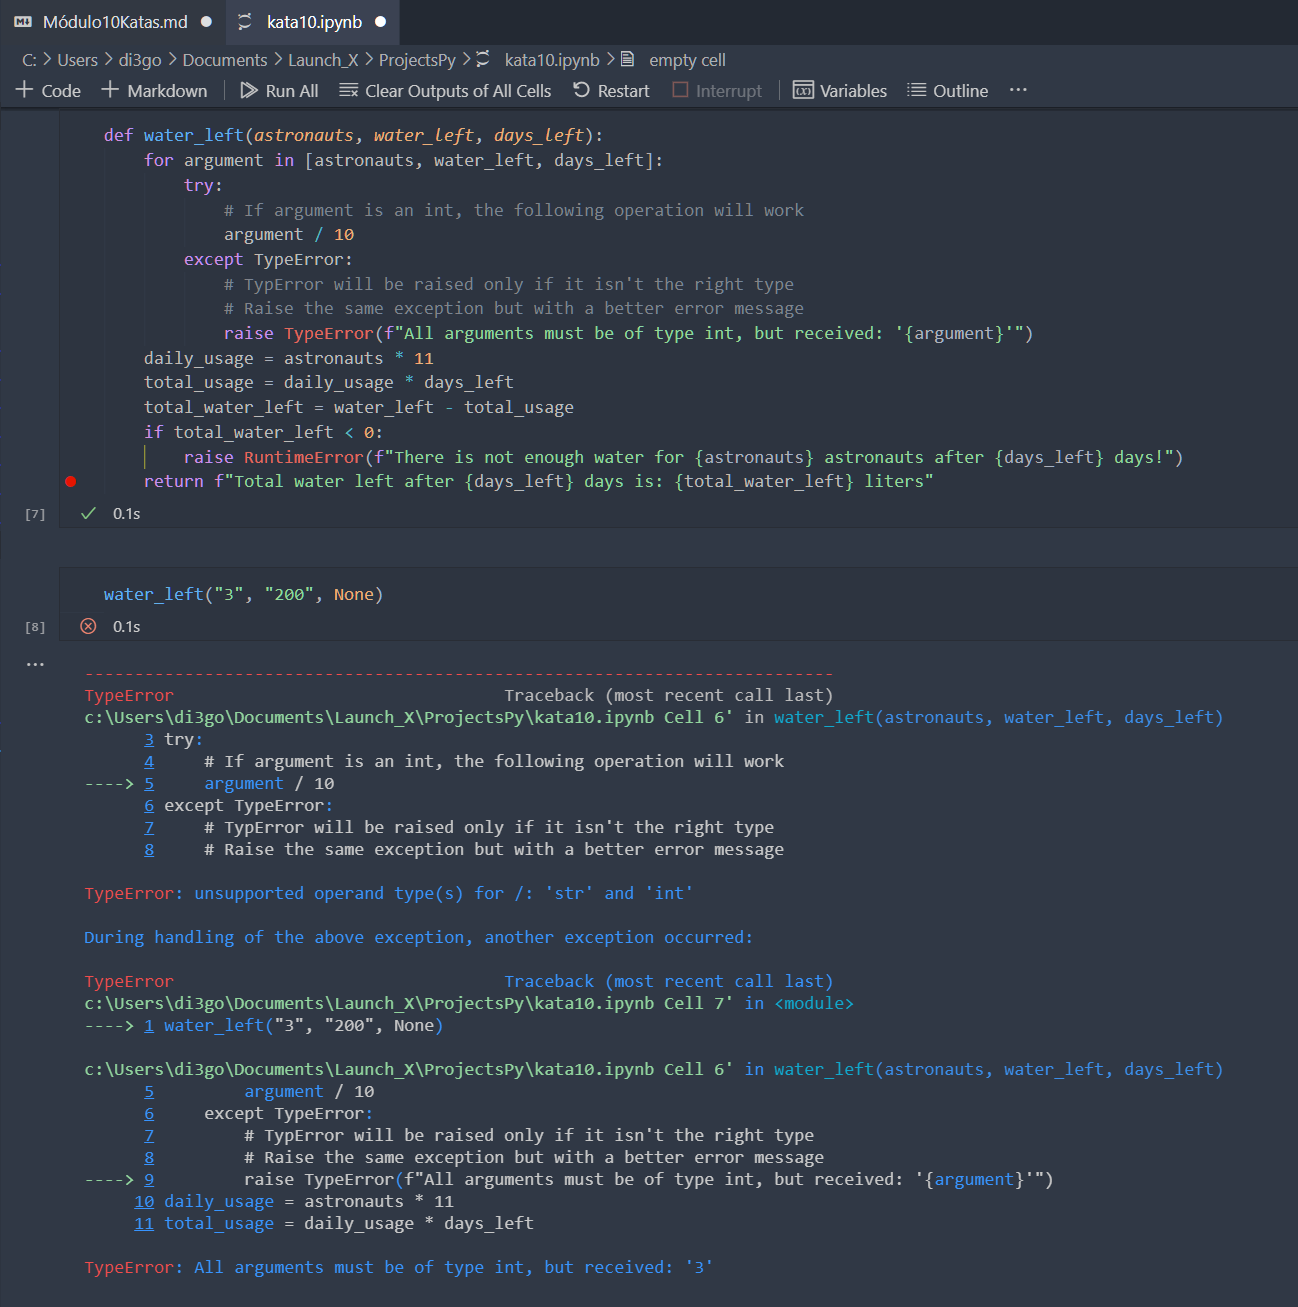 Módulo10Katas.md
kata10.ipynb
C: > Users > di3go > Documents > Launch_X > ProjectsPy > kata10.ipynb > empty cell
+ Code + Markdown Run All Clear Outputs of All Cells Restart Interrupt Variables Outline ...
def water_left(astronauts, water_left, days_left):
    for argument in [astronauts, water_left, days_left]:
        try:
            # If argument is an int, the following operation will work
            argument / 10
        except TypeError:
            # TypError will be raised only if it isn't the right type
            # Raise the same exception but with a better error message
            raise TypeError(f"All arguments must be of type int, but received: '{argument}'")
    daily_usage = astronauts * 11
    total_usage = daily_usage * days_left
    total_water_left = water_left - total_usage
    if total_water_left < 0:
        raise RuntimeError(f"There is not enough water for {astronauts} astronauts after {days_left} days!")
    return f"Total water left after {days_left} days is: {total_water_left} liters"
[7] 0.1s
water_left("3", "200", None)
[8] 0.1s
...
---------------------------------------------------------------------------
TypeError                                 Traceback (most recent call last)
c:\Users\di3go\Documents\Launch_X\ProjectsPy\kata10.ipynb Cell 6' in water_left(astronauts, water_left, days_left)
      3 try:
      4     # If argument is an int, the following operation will work
----> 5     argument / 10
      6 except TypeError:
      7     # TypError will be raised only if it isn't the right type
      8     # Raise the same exception but with a better error message
TypeError: unsupported operand type(s) for /: 'str' and 'int'
During handling of the above exception, another exception occurred:
TypeError                                 Traceback (most recent call last)
c:\Users\di3go\Documents\Launch_X\ProjectsPy\kata10.ipynb Cell 7' in <module>
----> 1 water_left("3", "200", None)
c:\Users\di3go\Documents\Launch_X\ProjectsPy\kata10.ipynb Cell 6' in water_left(astronauts, water_left, days_left)
      5         argument / 10
      6     except TypeError:
      7         # TypError will be raised only if it isn't the right type
      8         # Raise the same exception but with a better error message
----> 9         raise TypeError(f"All arguments must be of type int, but received: '{argument}'")
     10 daily_usage = astronauts * 11
     11 total_usage = daily_usage * days_left
TypeError: All arguments must be of type int, but received: '3'